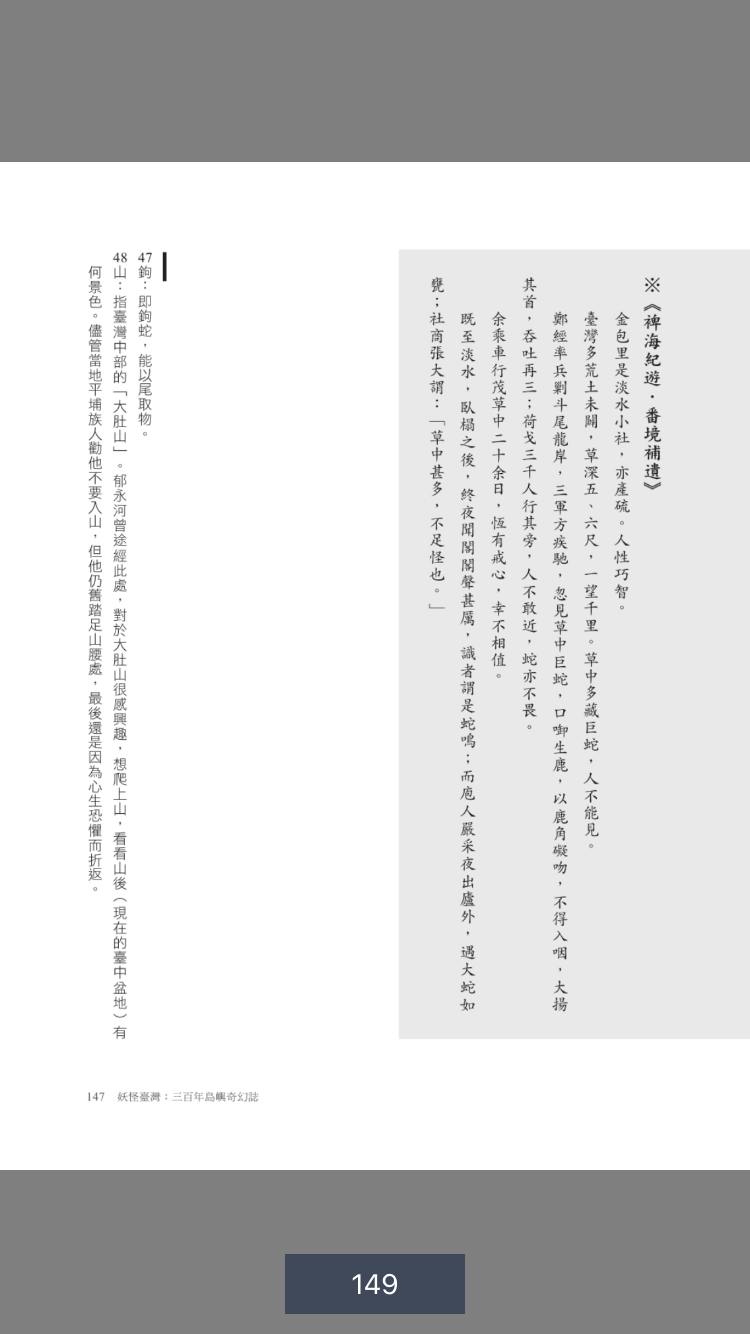 ※《裨海紀遊．番境補遺》
金包里是淡水小社，亦產硫。人性巧智。
臺灣多荒土未闢，草深五、六尺，一望千里。草中多藏巨蛇，人不能見。
鄭經率兵剿斗尾龍岸，三軍方疾馳，忽見草中巨蛇，口啣生鹿，以鹿角礙吻，不得入咽，大揚
其首，吞吐再三；荷戈三千人行其旁，人不敢近，蛇亦不畏。
余乘車行茂草中二十余日，恆有戒心，幸不相值。
既至淡水，臥榻之後，終夜聞閣閣聲甚厲，識者謂是蛇鳴；而庖人嚴采夜出廬外，遇大蛇如
甕；社商張大謂：「草中甚多，不足怪也。」
47鉤：即鉤蛇，能以尾取物。
48山：指臺灣中部的「大肚山」。郁永河曾途經此處，對於大肚山很感興趣，想爬上山，看看山後（現在的臺中盆地）有
何景色。儘管當地平埔族人勸他不要入山，但他仍舊踏足山腰處，最後還是因為心生恐懼而折返。
147 妖怪臺灣：三百年島嶼奇幻誌
149